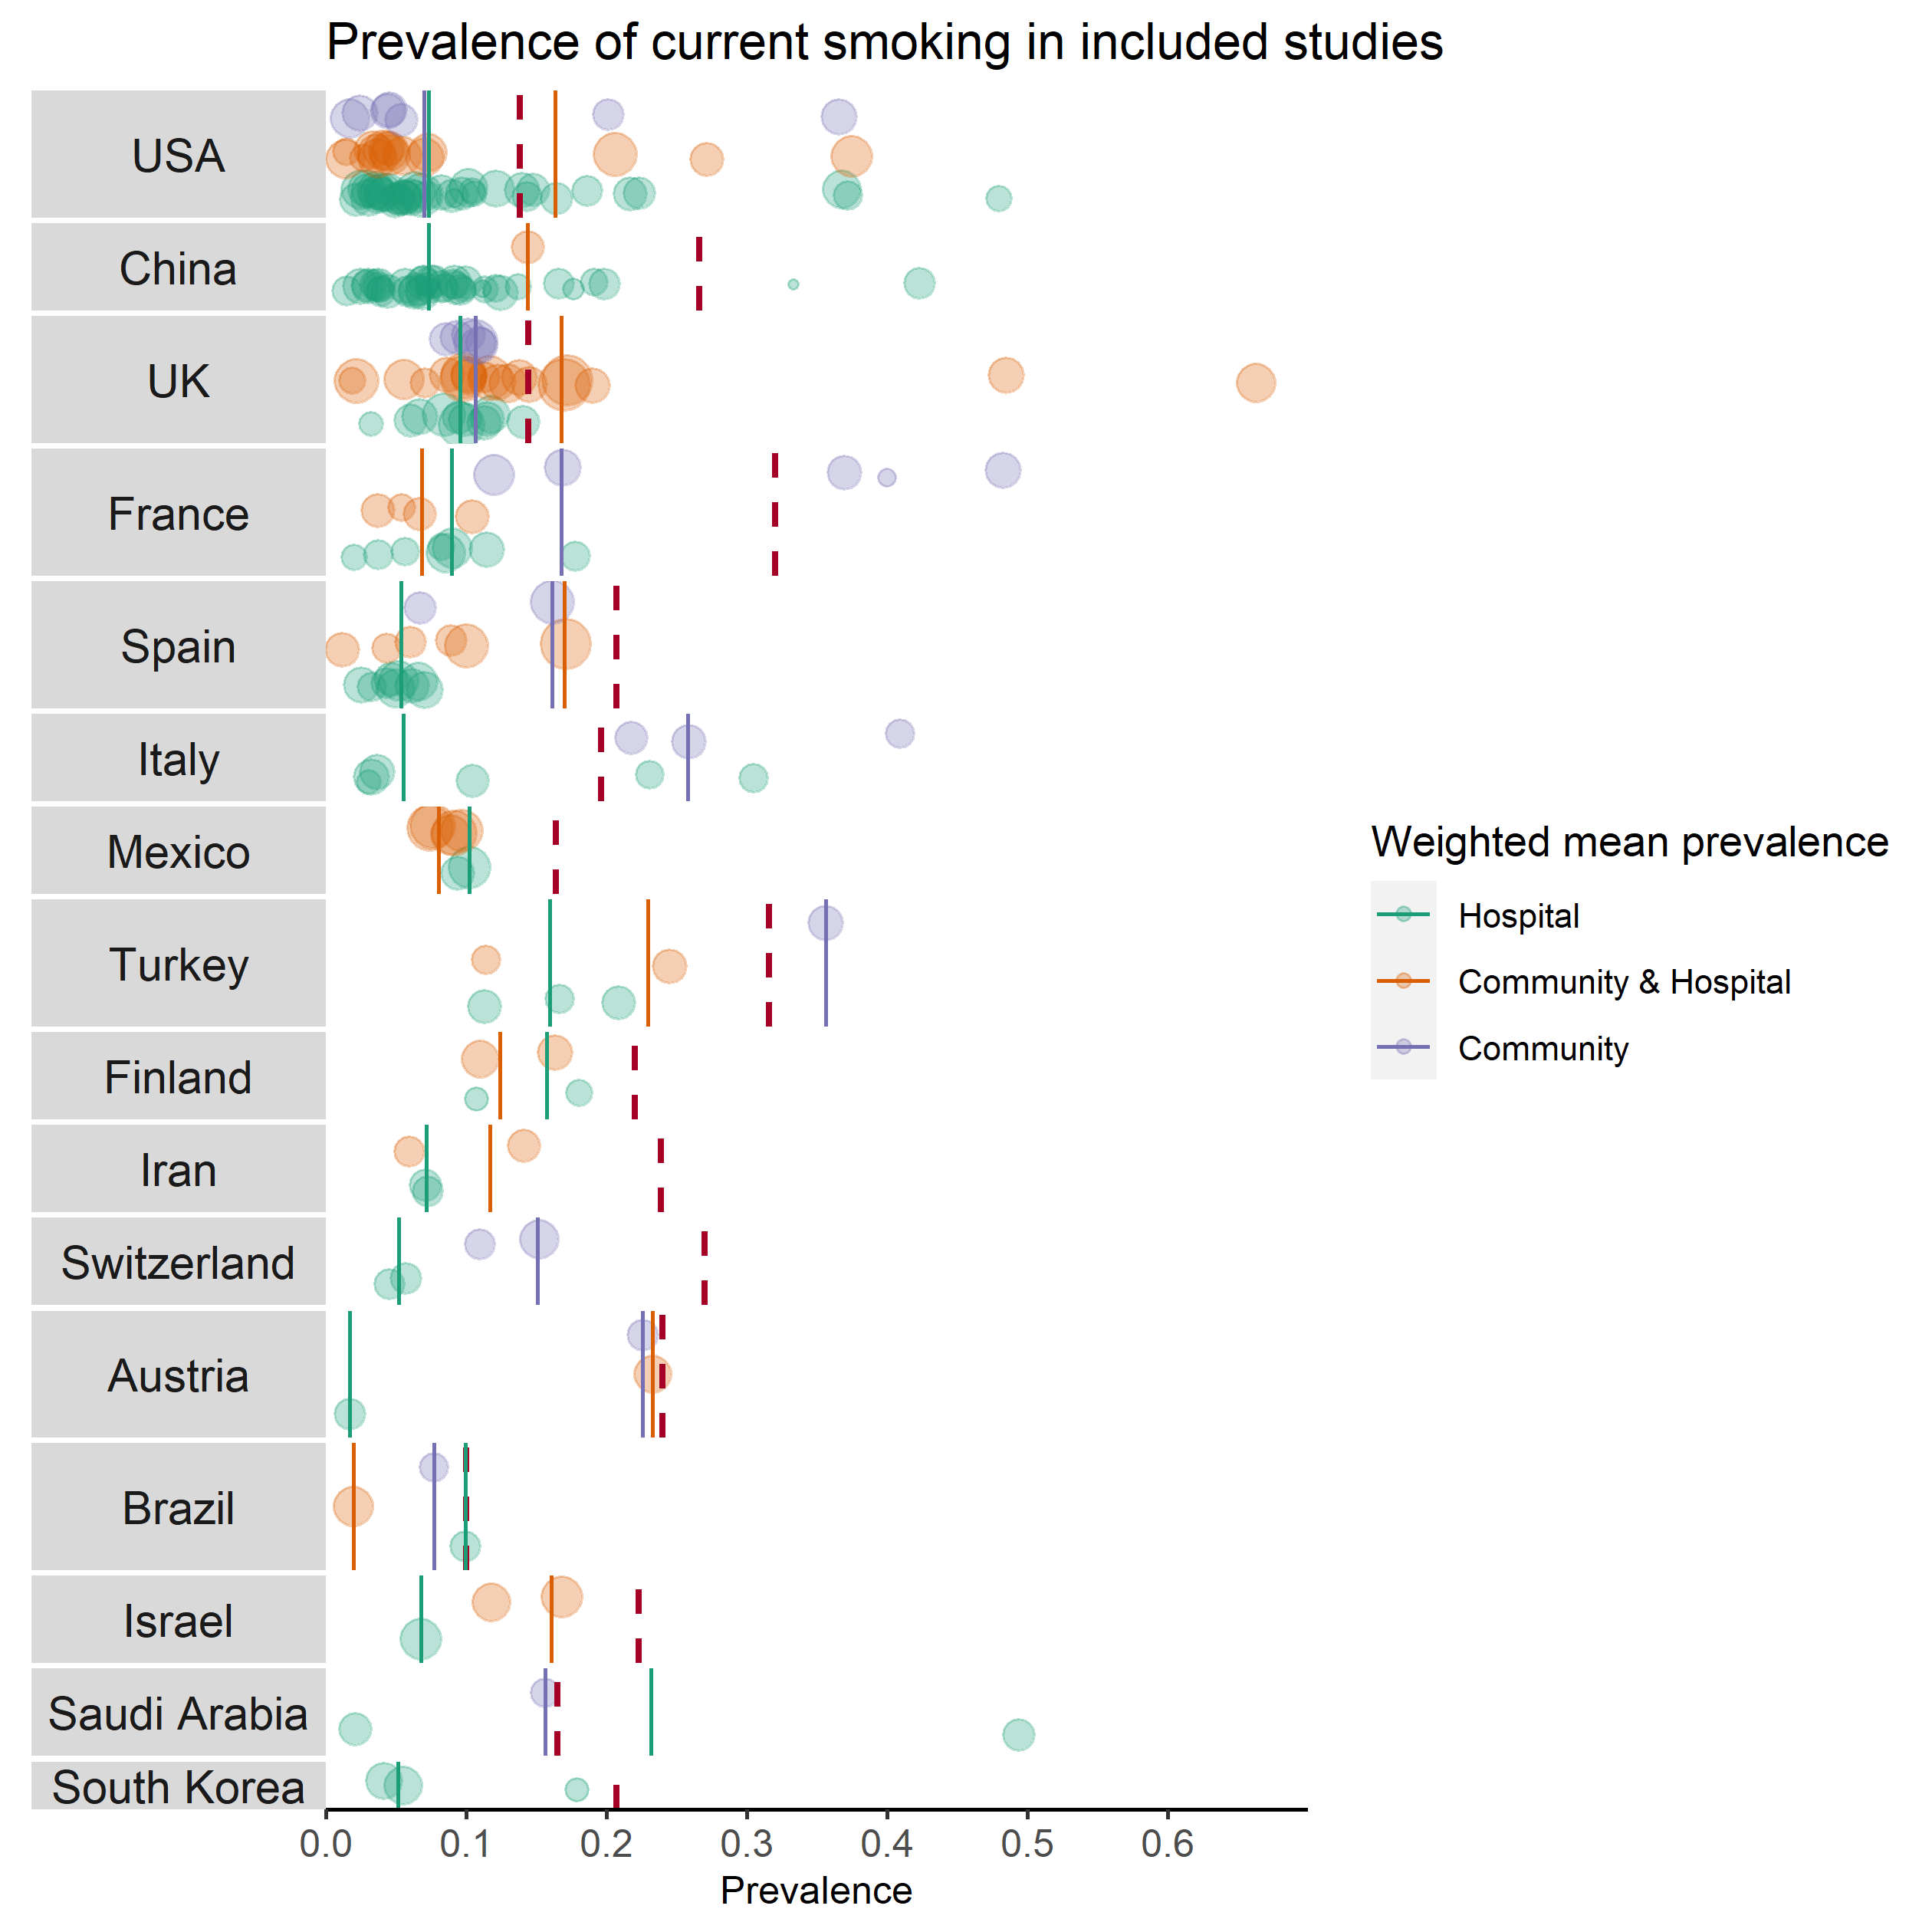 Prevalence of current smoking in included studies
USA
China
UK
France
Spain
Italy
Mexico
Turkey
Finland
Iran
Switzerland
Austria
Brazil
Israel
Saudi Arabia
South Korea
0.0 0.1 0.2 0.3 0.4 0.5 0.6
Prevalence
Weighted mean prevalence
Hospital
Community & Hospital
Community